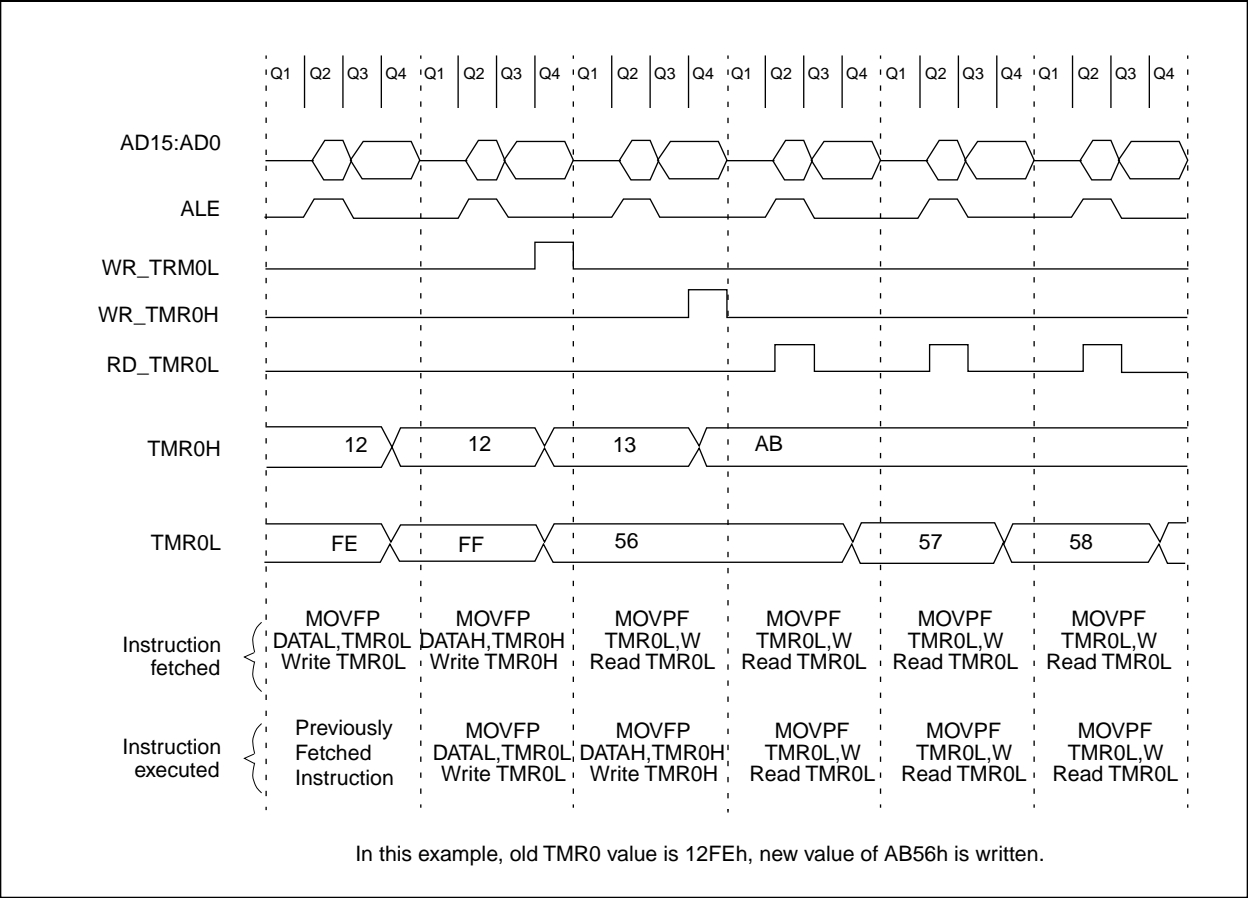 Q1 Q2 Q3 Q4 Q1 Q2 Q3 Q4 Q1 Q2 Q3 Q4 Q1 Q2 Q3 Q4 Q1 Q2 Q3 Q4 Q1 Q2 Q3 Q4
AD15:AD0
ALE
WR_TRM0L
WR_TMR0H
RD_TMR0L
TMR0H 12 12 13 AB
TMR0L FE FF 56 57 58
Instruction
fetched
MOVFP
DATAL,TMR0L
Write TMR0L
MOVFP
DATAH,TMR0H
Write TMR0H
MOVPF
TMR0L,W
Read TMR0L
MOVPF
TMR0L,W
Read TMR0L
MOVPF
TMR0L,W
Read TMR0L
MOVPF
TMR0L,W
Read TMR0L
Instruction
executed
Previously
Fetched
Instruction
MOVFP
DATAL,TMR0L
Write TMR0L
MOVFP
DATAH,TMR0H
Write TMR0H
MOVPF
TMR0L,W
Read TMR0L
MOVPF
TMR0L,W
Read TMR0L
MOVPF
TMR0L,W
Read TMR0L
In this example, old TMR0 value is 12FEh, new value of AB56h is written.